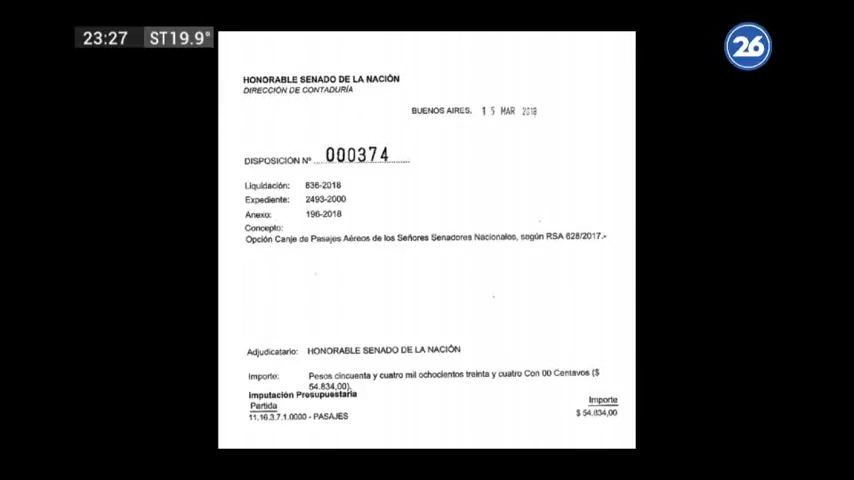 23:27 ST19.9°
26
HONORABLE SENADO DE LA NACIÓN
DIRECCIÓN DE CONTADURÍA
BUENOS AIRES, 15 MAR 2018
DISPOSICIÓN Nº ....000374........
Liquidación: 636-2018
Expediente: 2493-2000
Anexo: 196-2018
Concepto:
Opción Canje de Pasajes Aéreos de los Señores Senadores Nacionalos, según RSA 628/2017.-
Adjudicatario: HONORABLE SENADO DE LA NACIÓN
Importe: Pesos cincuenta y cuatro mil ochocientos treinta y cuatro Con 00 Centavos ($
54.834,00).
Imputación Presupuestaria
Partida Importe
11.16.3.7.1.0000 - PASAJES $ 54.834,00